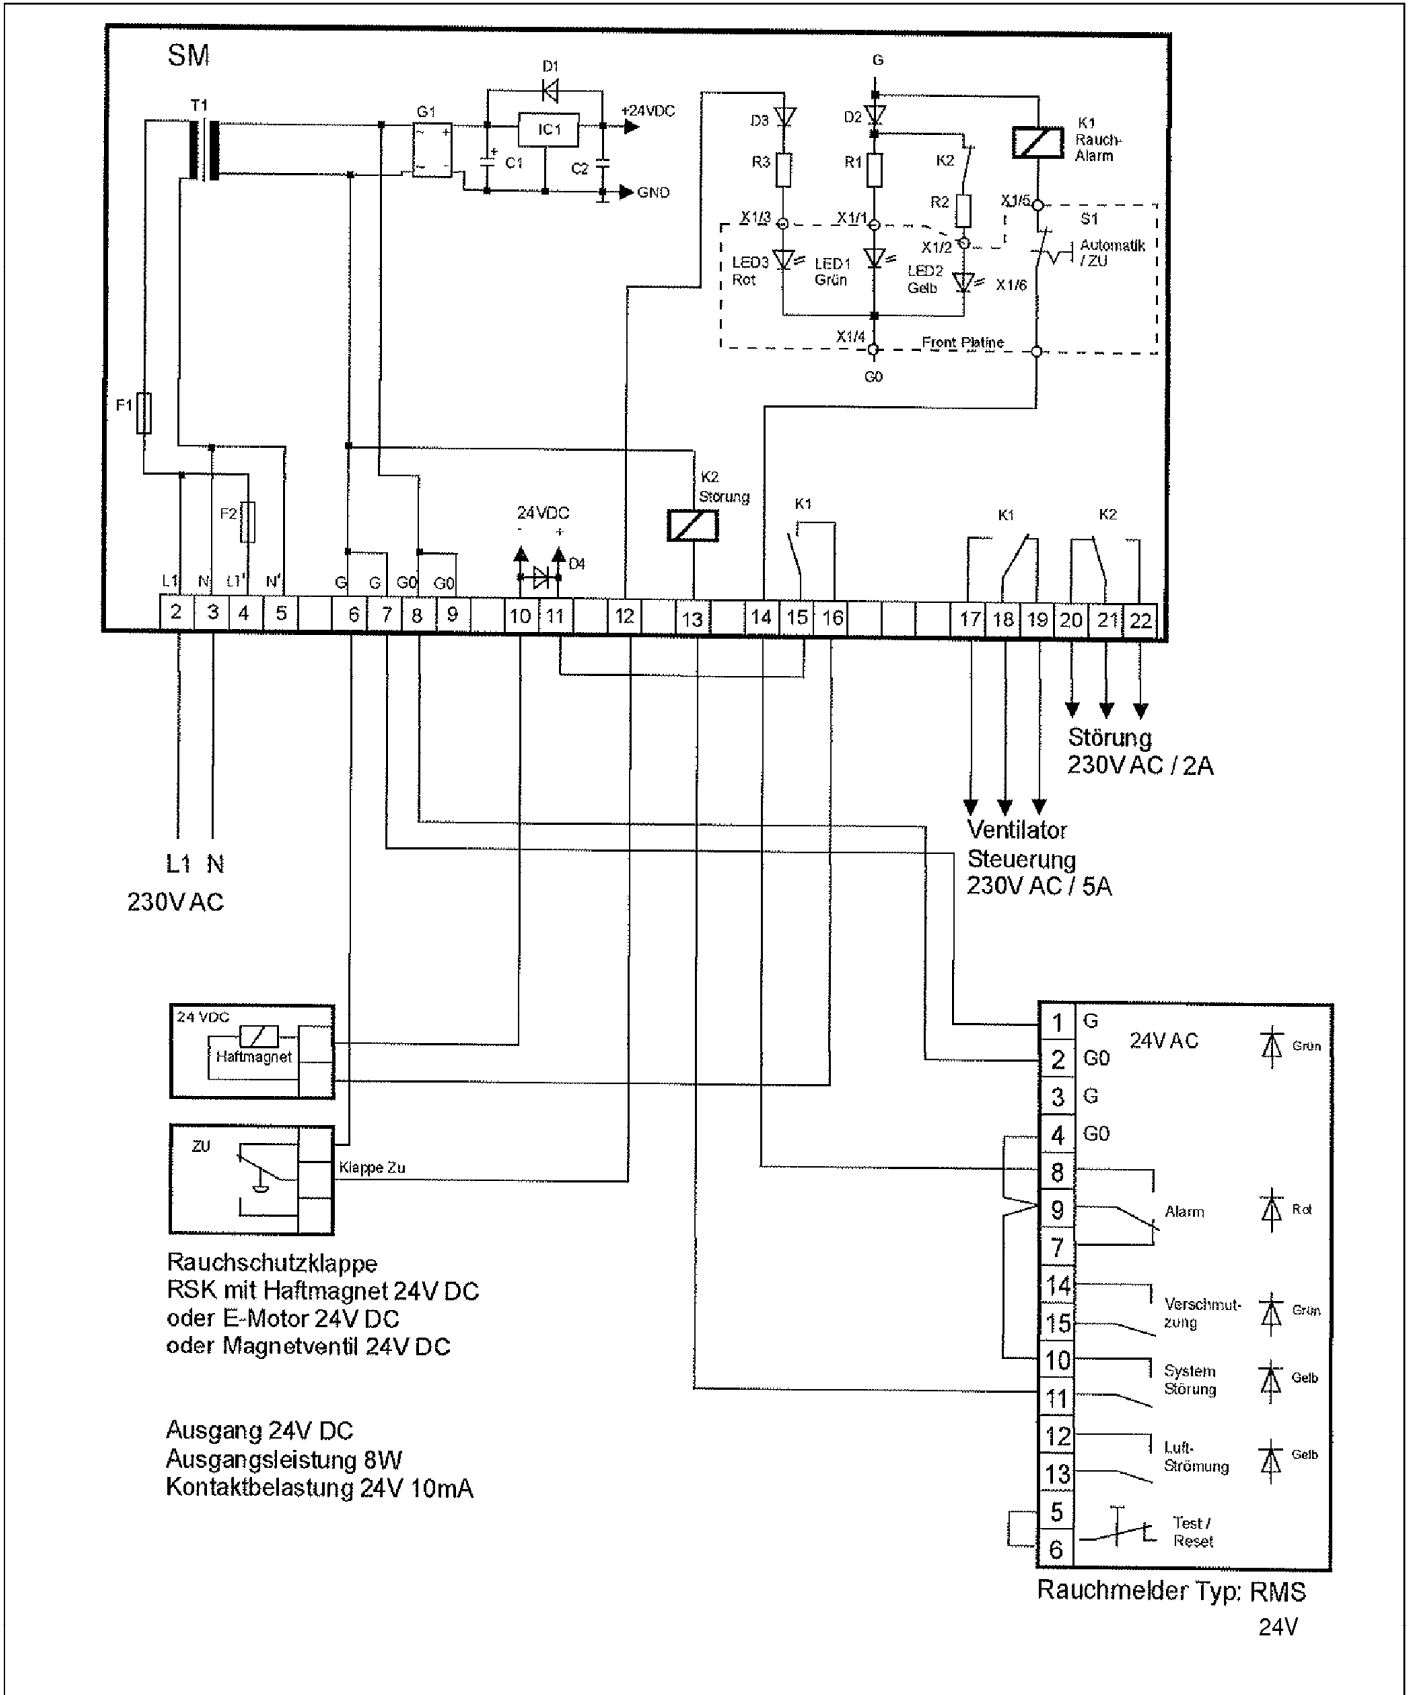 SM
T1
G1
D1
IC1
+24VDC
C1
+
C2
GND
~ +
~ -
G
D3
D2
K1
Rauch-
Alarm
R3
R1
K2
R2
X1/3
X1/1
X1/2
X1/5
S1
Automatik
/ ZU
LED3
Rot
LED1
Grün
LED2
Gelb
X1/6
X1/4
Front Platine
G0
F1
F2
K2
Störung
24VDC
- +
D4
K1
K1
K2
L1 N L1' N' G G G0 G0
2 3 4 5 6 7 8 9 10 11 12 13 14 15 16 17 18 19 20 21 22
Störung
230V AC / 2A
Ventilator
Steuerung
230V AC / 5A
L1 N
230V AC
24 VDC
Haftmagnet
ZU
Klappe Zu
Rauchschutzklappe
RSK mit Haftmagnet 24V DC
oder E-Motor 24V DC
oder Magnetventil 24V DC
Ausgang 24V DC
Ausgangsleistung 8W
Kontaktbelastung 24V 10mA
1 G
24V AC
Grün
2 G0
3 G
4 G0
8
9 Alarm Rot
7
14
Verschmut-
zung
Grün
15
10
System
Störung
Gelb
11
12
Luft-
Strömung
Gelb
13
5
Test /
Reset
6
Rauchmelder Typ: RMS
24V